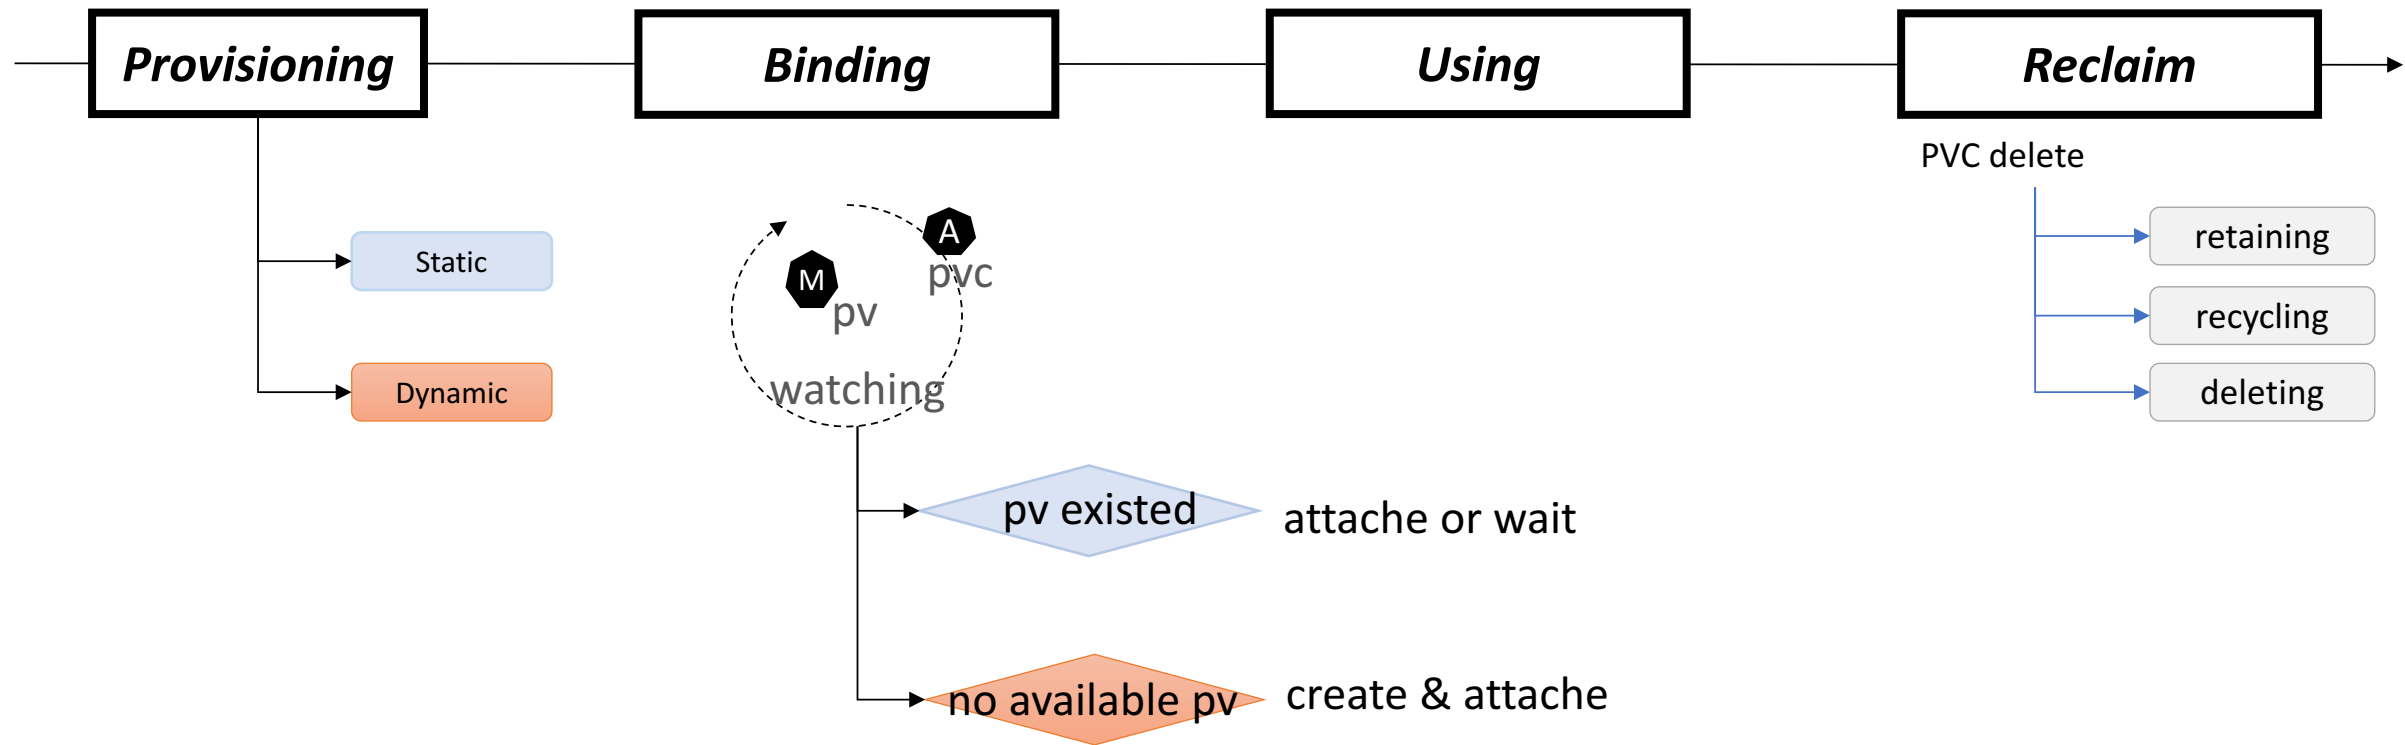 Provisioning
Binding
Using
Reclaim
PVC delete
Static
Dynamic
A
pvc
M
pv
watching
retaining
recycling
deleting
pv existed
attache or wait
no available pv
create & attache